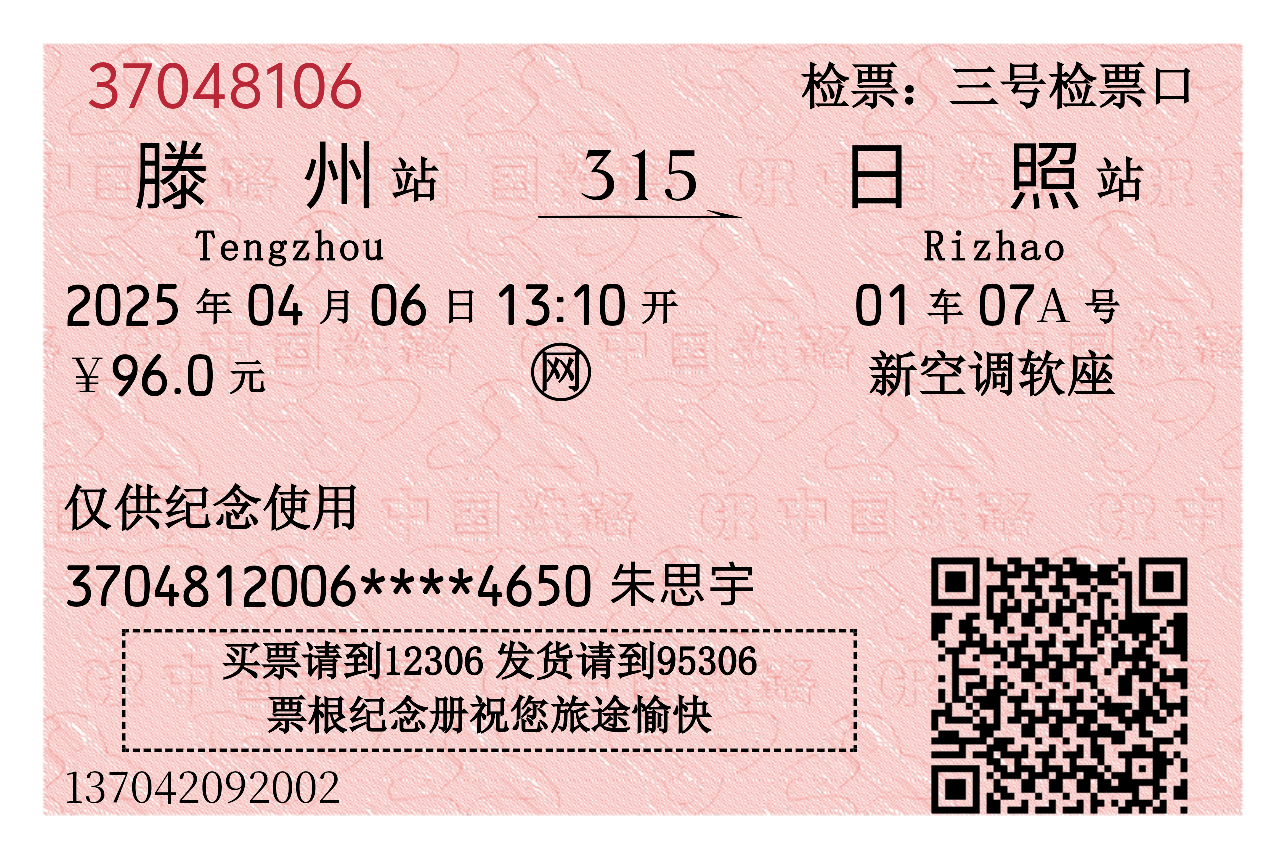 37048106 检票：三号检票口
滕州站 315 日照站
Tengzhou Rizhao
2025年04月06日 13:10开 01车07A号
￥96.0元 网 新空调软座
仅供纪念使用
3704812006****4650 朱思宇
买票请到12306 发货请到95306
票根纪念册祝您旅途愉快
137042092002